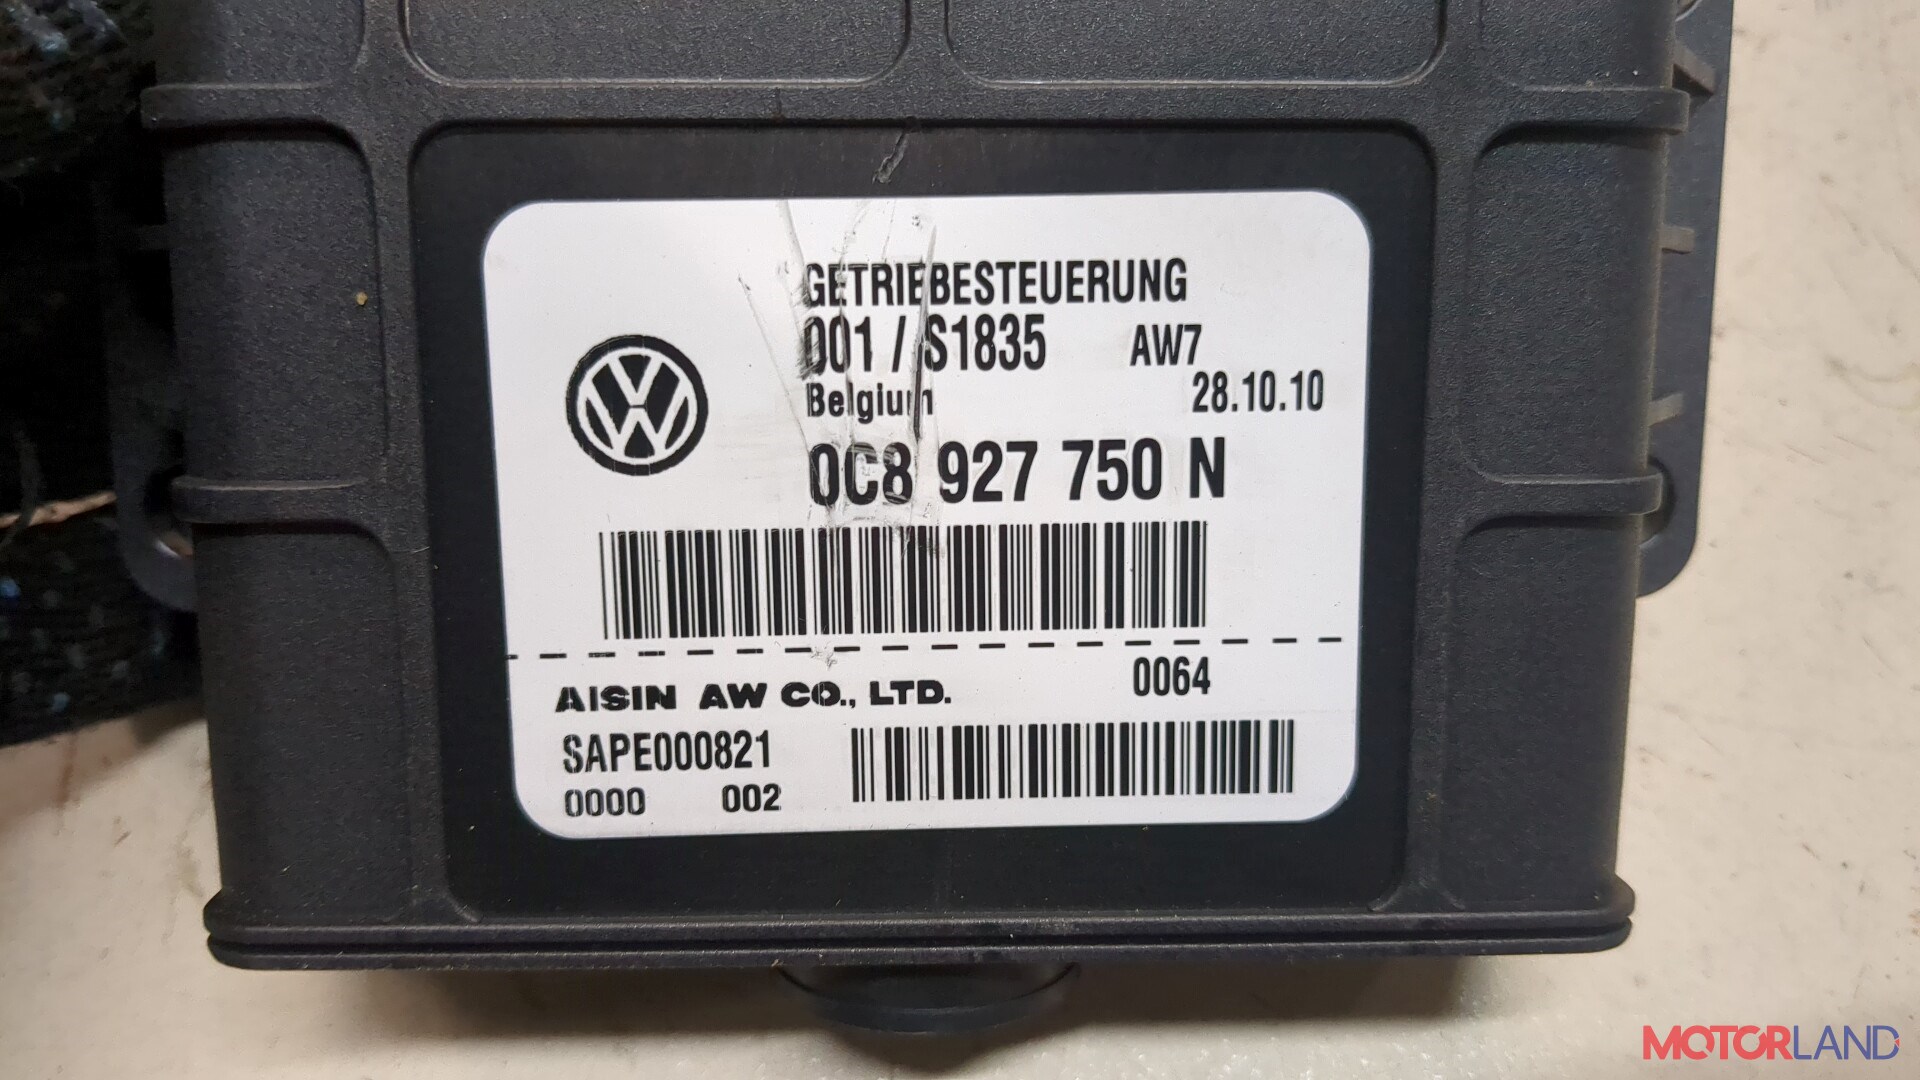 GETRIEBESTEUERUNG
001 / S1835 AW7
Belgium 28.10.10
0C8 927 750 N
AISIN AW CO., LTD. 0064
SAPE000821
0000 002
MOTORLAND